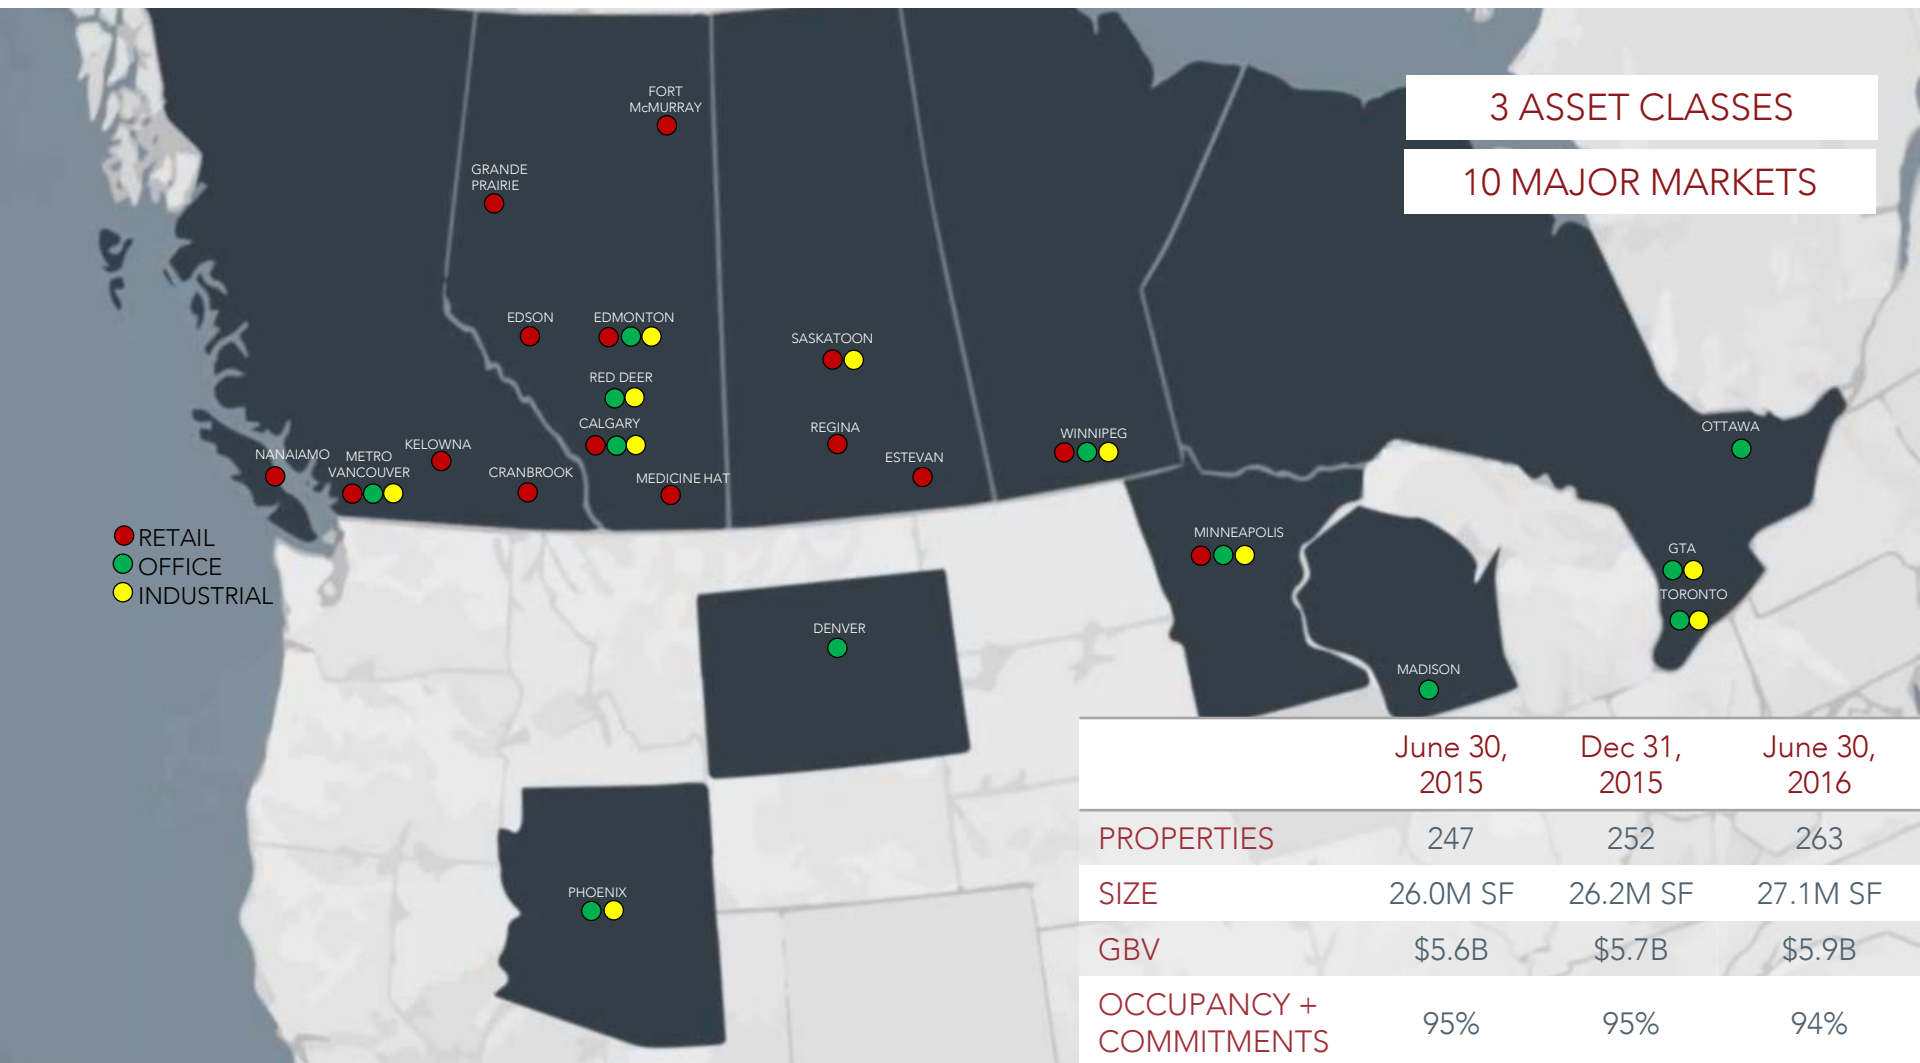 3 ASSET CLASSES
10 MAJOR MARKETS
FORT
McMURRAY
GRANDE
PRAIRIE
EDSON
EDMONTON
SASKATOON
RED DEER
CALGARY
REGINA
WINNIPEG
OTTAWA
NANAIAMO
METRO
VANCOUVER
KELOWNA
CRANBROOK
MEDICINE HAT
ESTEVAN
RETAIL
OFFICE
INDUSTRIAL
MINNEAPOLIS
GTA
TORONTO
DENVER
MADISON
PHOENIX
June 30,
2015
Dec 31,
2015
June 30,
2016
PROPERTIES 247 252 263
SIZE 26.0M SF 26.2M SF 27.1M SF
GBV $5.6B $5.7B $5.9B
OCCUPANCY +
COMMITMENTS 95% 95% 94%